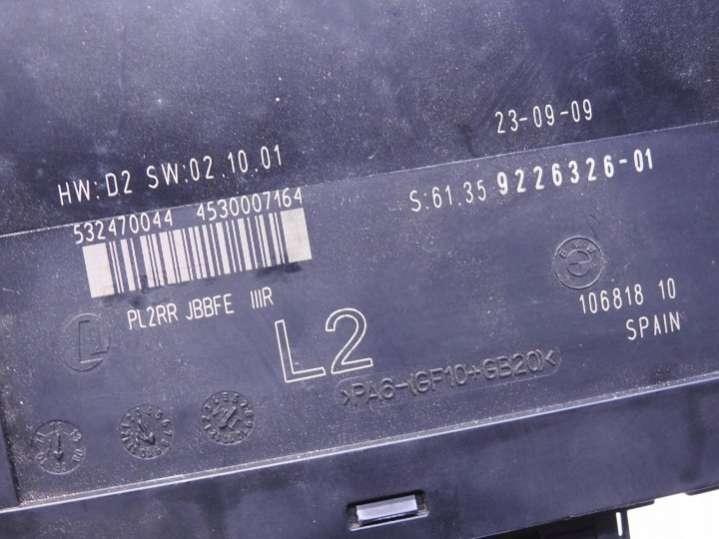 23-09-09
HW:D2 SW:02.10.01
S:61.35 9226326-01
532470044 4530007164
PL2RR JBBFE IIIR
106818 10
SPAIN
L2
>PA6-(GF10+GB20)<